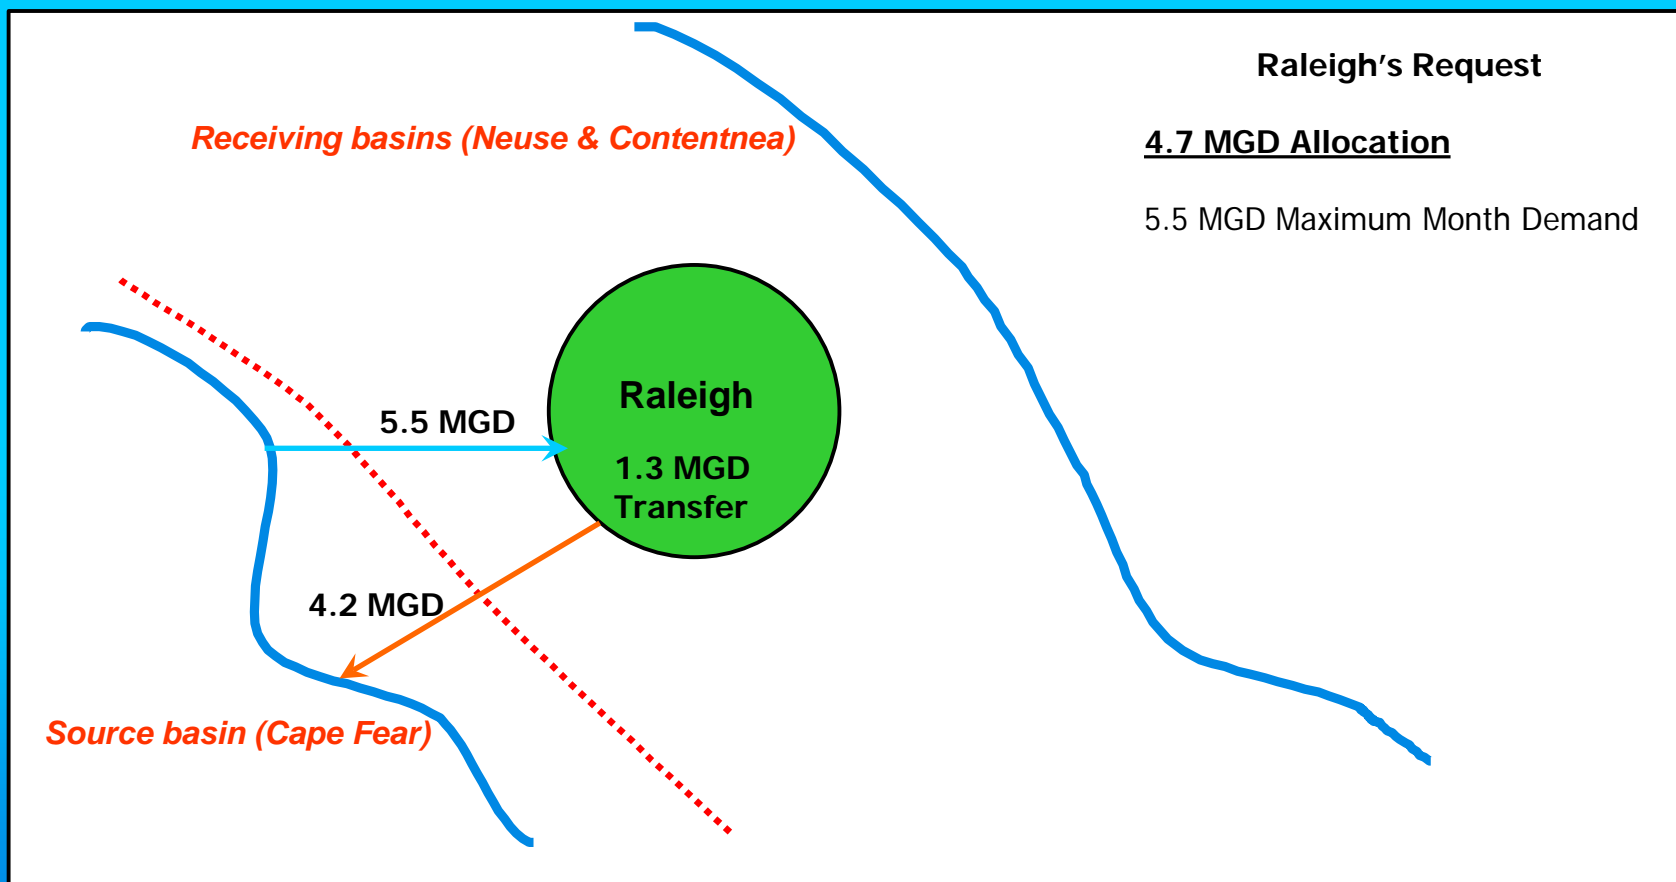 Raleigh's Request
Receiving basins (Neuse & Contentnea)
4.7 MGD Allocation
5.5 MGD Maximum Month Demand
Raleigh
5.5 MGD
1.3 MGD
Transfer
4.2 MGD
Source basin (Cape Fear)